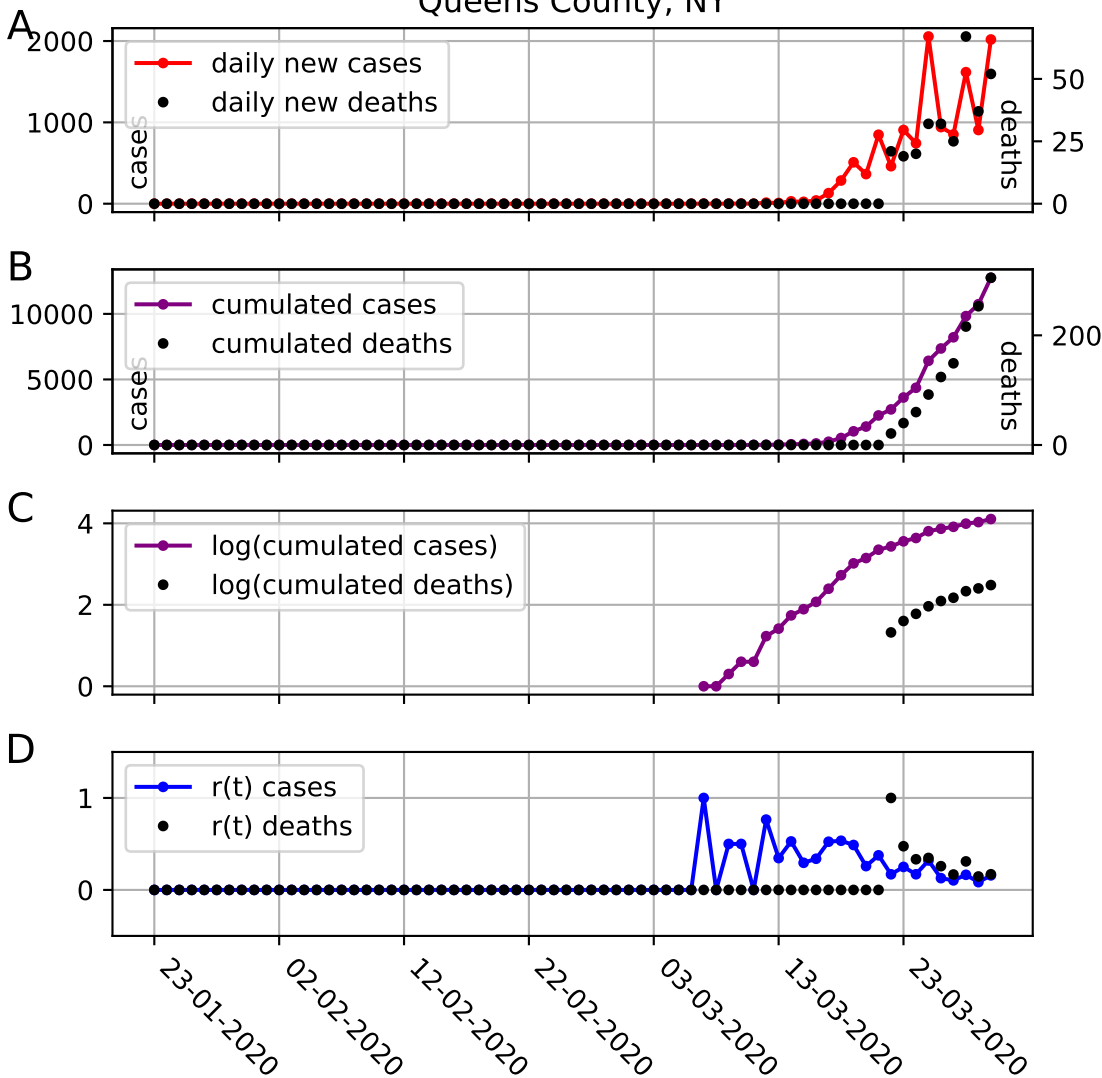 Queens County, NY
A
2000
1000
0
cases
daily new cases
daily new deaths
50
25
0
deaths
B
10000
5000
0
cases
cumulated cases
cumulated deaths
200
0
deaths
C
4
2
0
log(cumulated cases)
log(cumulated deaths)
D
1
0
r(t) cases
r(t) deaths
23-01-2020
02-02-2020
12-02-2020
22-02-2020
03-03-2020
13-03-2020
23-03-2020